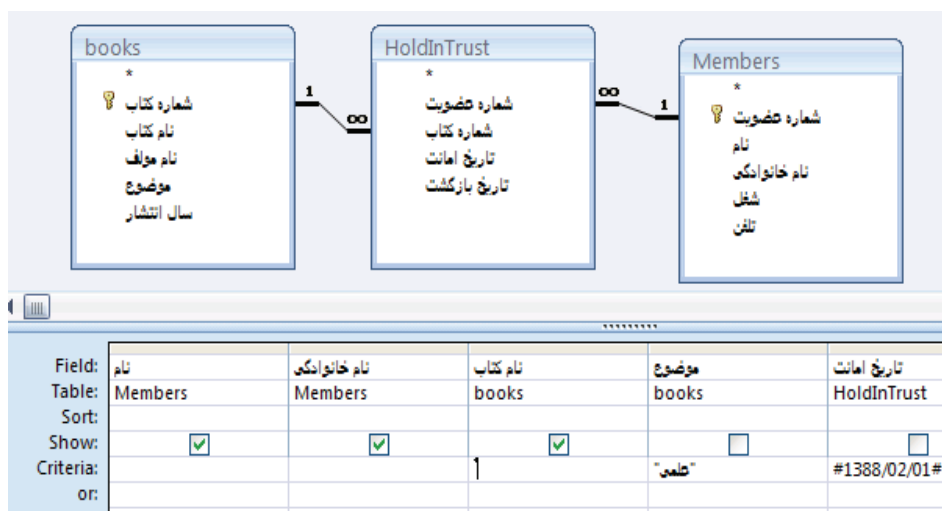 books
*
شماره کتاب
نام کتاب
نام مولف
موضوع
سال انتشار
1
∞
HoldInTrust
*
شماره عضویت
شماره کتاب
تاریخ امانت
تاریخ بازگشت
∞
1
Members
*
شماره عضویت
نام
نام خانوادگی
شغل
تلفن
Field: نام نام خانوادگی نام کتاب موضوع تاریخ امانت
Table: Members Members books books HoldInTrust
Sort:
Show:
Criteria: "علمی" #1388/02/01#
or: